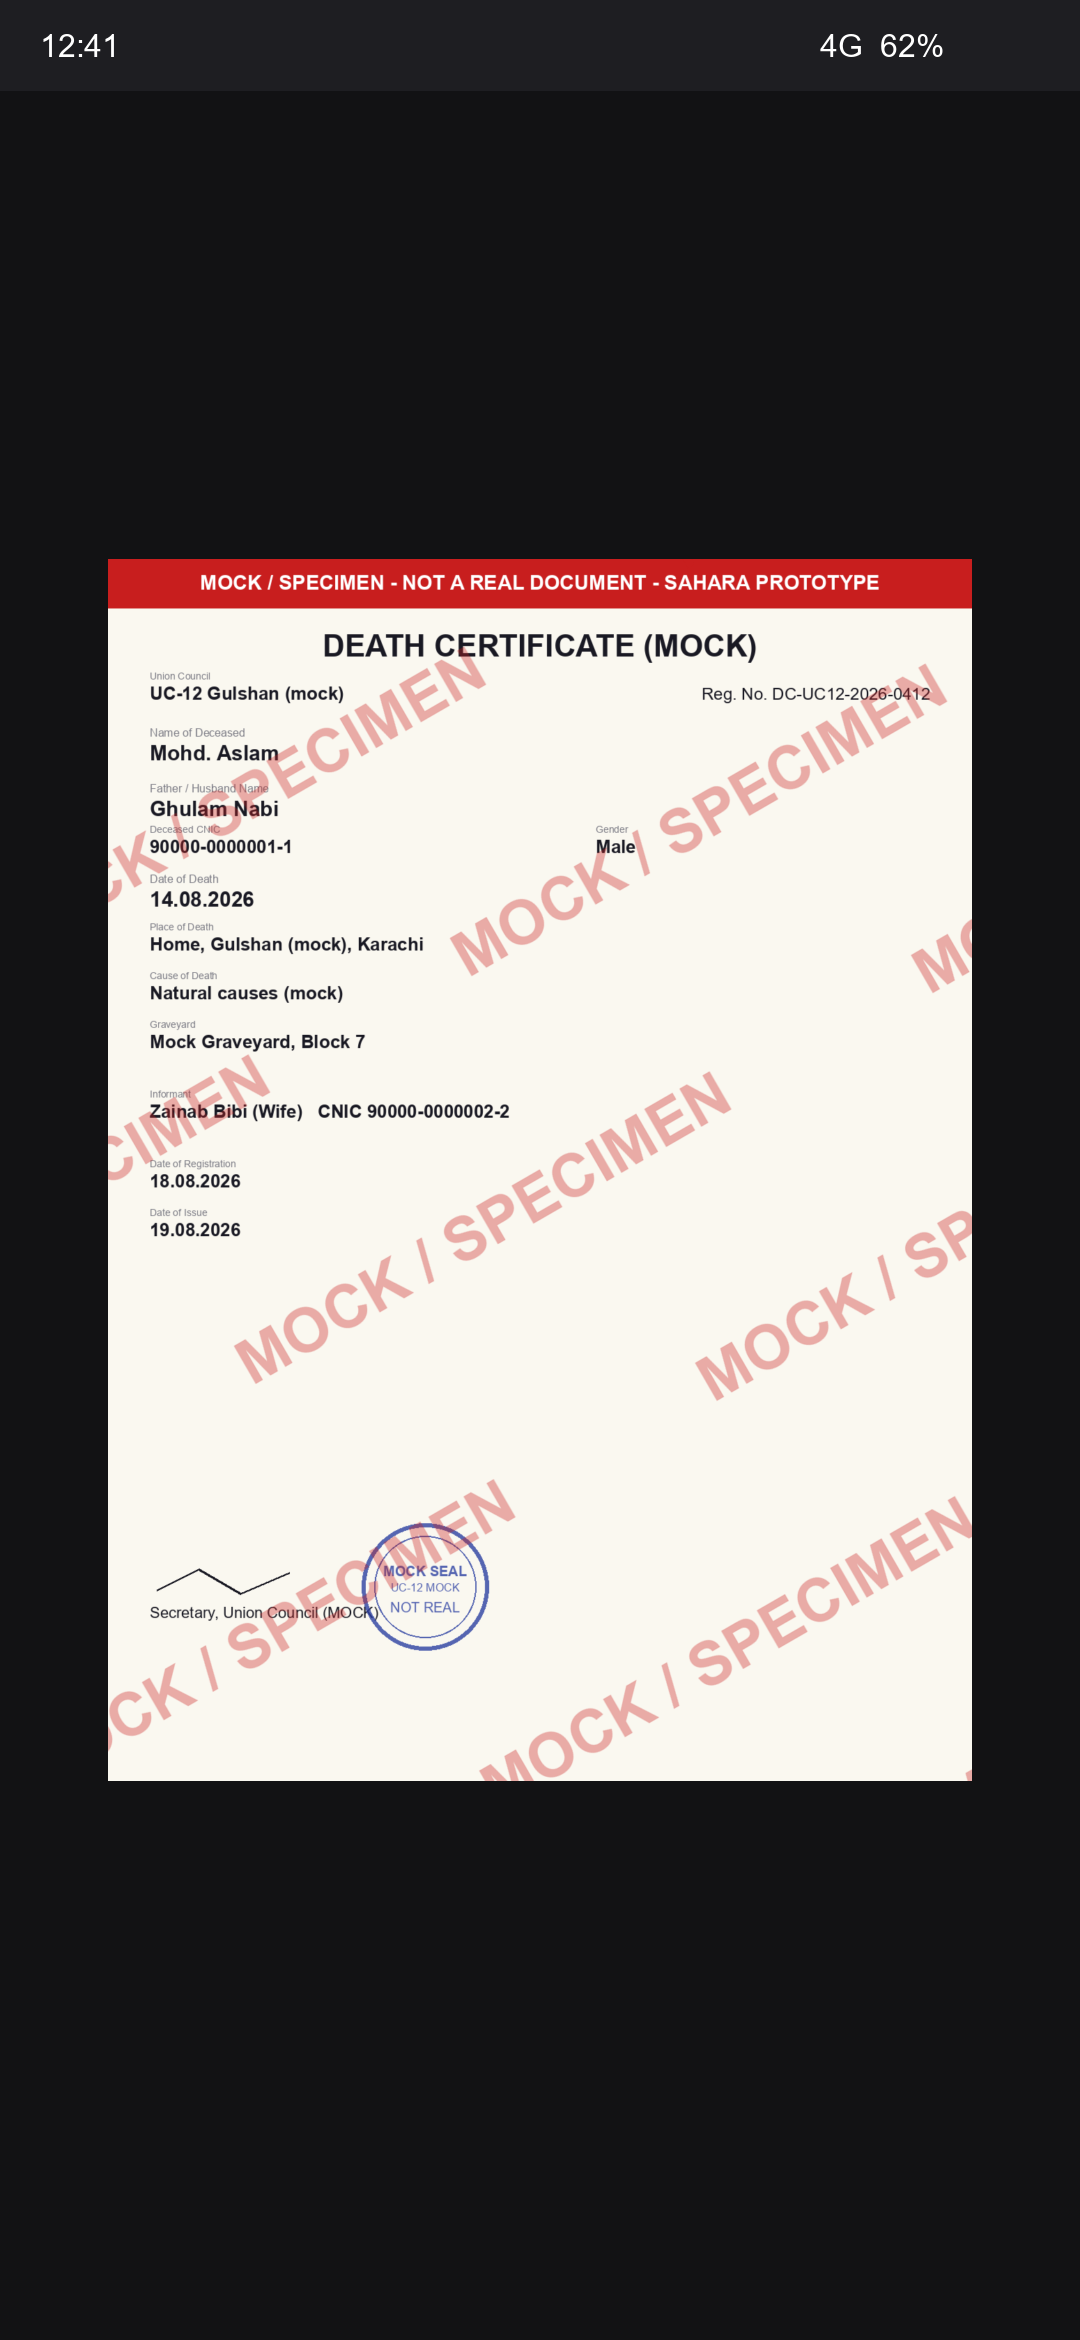 12:41 4G 62%
MOCK / SPECIMEN - NOT A REAL DOCUMENT - SAHARA PROTOTYPE
DEATH CERTIFICATE (MOCK)
Union Council
UC-12 Gulshan (mock) Reg. No. DC-UC12-2026-0412
Name of Deceased
Mohd. Aslam
Father / Husband Name
Ghulam Nabi
Deceased CNIC Gender
90000-0000001-1 Male
Date of Death
14.08.2026
Place of Death
Home, Gulshan (mock), Karachi
Cause of Death
Natural causes (mock)
Graveyard
Mock Graveyard, Block 7
Informant
Zainab Bibi (Wife) CNIC 90000-0000002-2
Date of Registration
18.08.2026
Date of Issue
19.08.2026
Secretary, Union Council (MOCK)
MOCK SEAL
UC-12 MOCK
NOT REAL
MOCK / SPECIMEN
MOCK / SPECIMEN